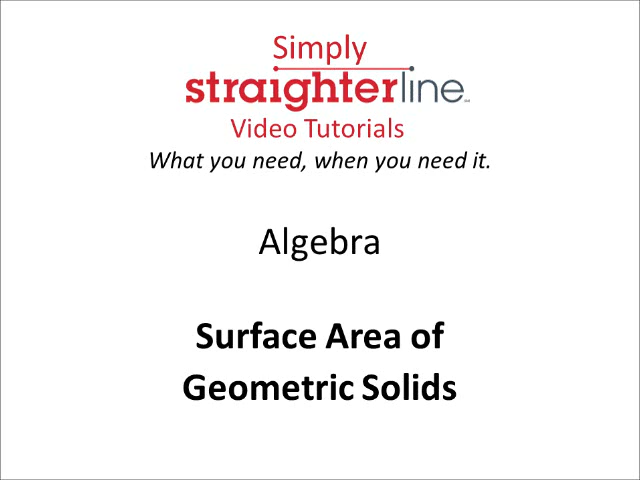 Simply
straighterline
Video Tutorials
What you need, when you need it.
Algebra
Surface Area of
Geometric Solids